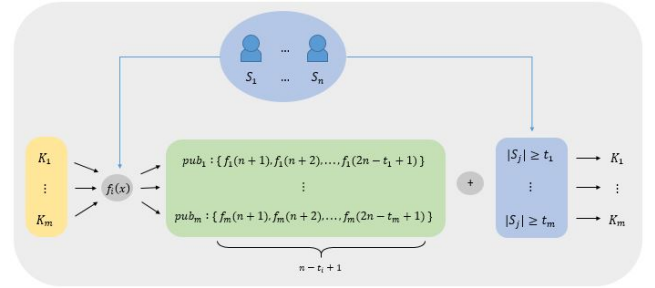 ...
S₁ ... Sₙ
K₁
⋮
Kₘ
fᵢ(x)
pub₁ : { f₁(n + 1), f₁(n + 2), . . . , f₁(2n − t₁ + 1) }
⋮
pubₘ : { fₘ(n + 1), fₘ(n + 2), . . . , fₘ(2n − tₘ + 1) }
n − tᵢ + 1
+
|Sⱼ| ≥ t₁
⋮
|Sⱼ| ≥ tₘ
K₁
⋮
Kₘ